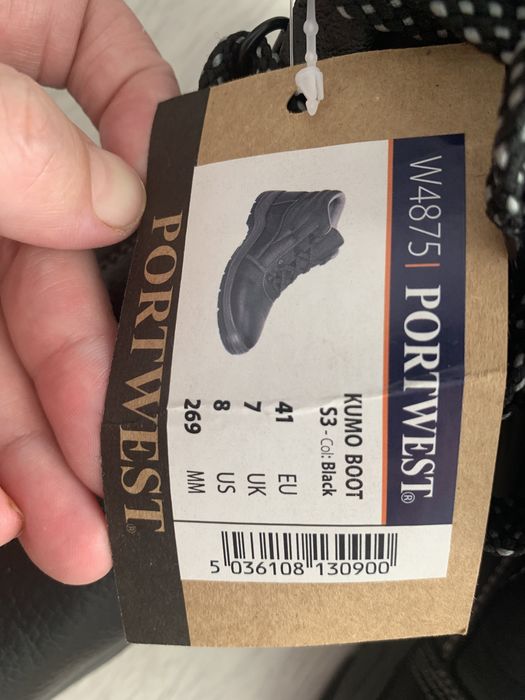 W4875 | PORTWEST®
KUMO BOOT
S3 - Col: Black
41 EU
7 UK
8 US
269 MM
5 036108 130900
PORTWEST®